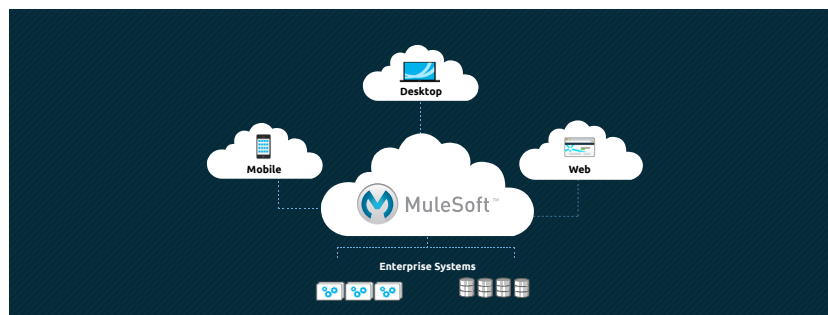 Desktop
Mobile
Web
MuleSoft™
Enterprise Systems